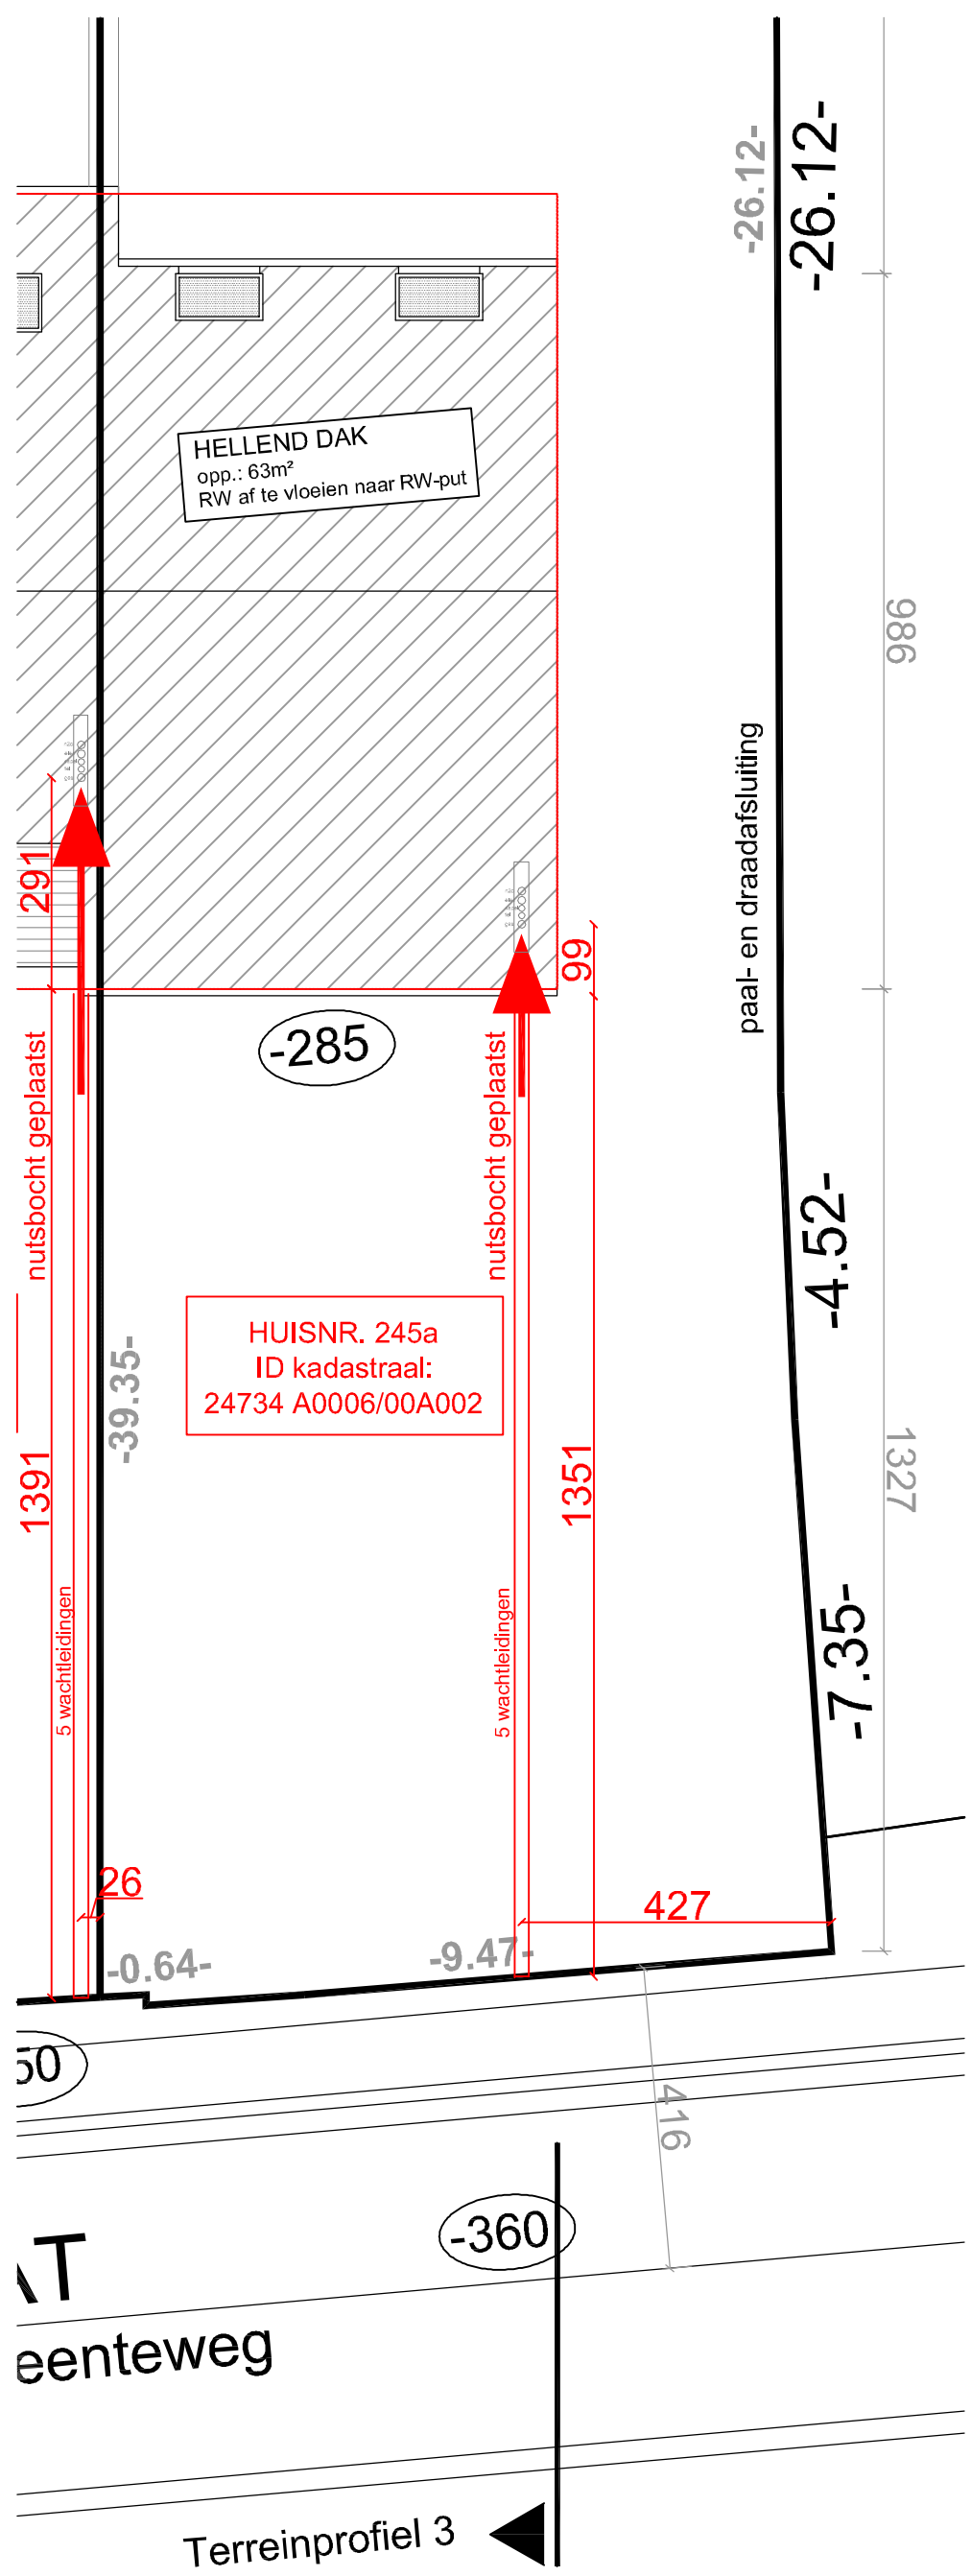 -26.12-
-26.12-
HELLEND DAK
opp.: 63m²
RW af te vloeien naar RW-put
986
paal- en draadafsluiting
291
99
-285
nutsbocht geplaatst
nutsbocht geplaatst
-4.52-
HUISNR. 245a
ID kadastraal:
24734 A0006/00A002
-39.35-
1391
1351
1327
5 wachtleidingen
5 wachtleidingen
-7.35-
26
427
-0.64-
-9.47-
50
416
-360
AT
eenteweg
Terreinprofiel 3